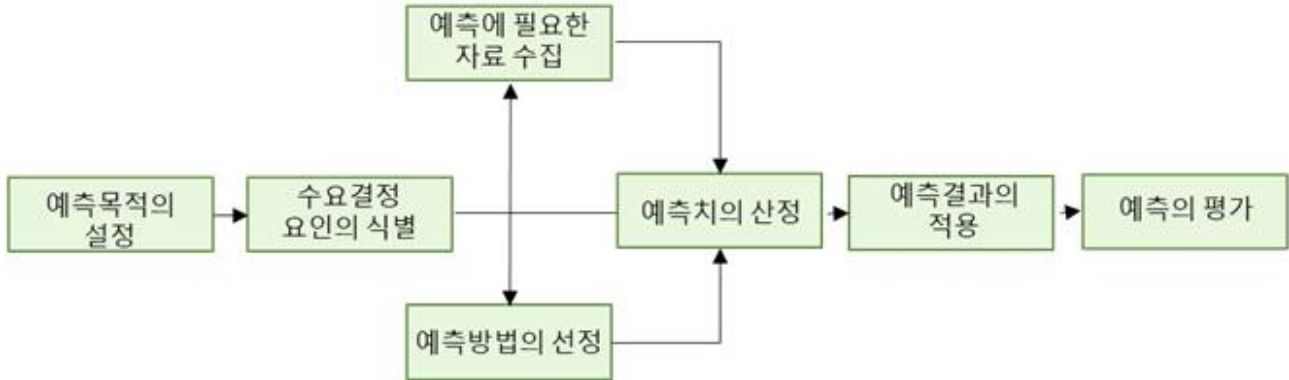 예측에 필요한
자료 수집
예측목적의
설정
수요결정
요인의 식별
예측치의 산정
예측결과의
적용
예측의 평가
예측방법의 선정